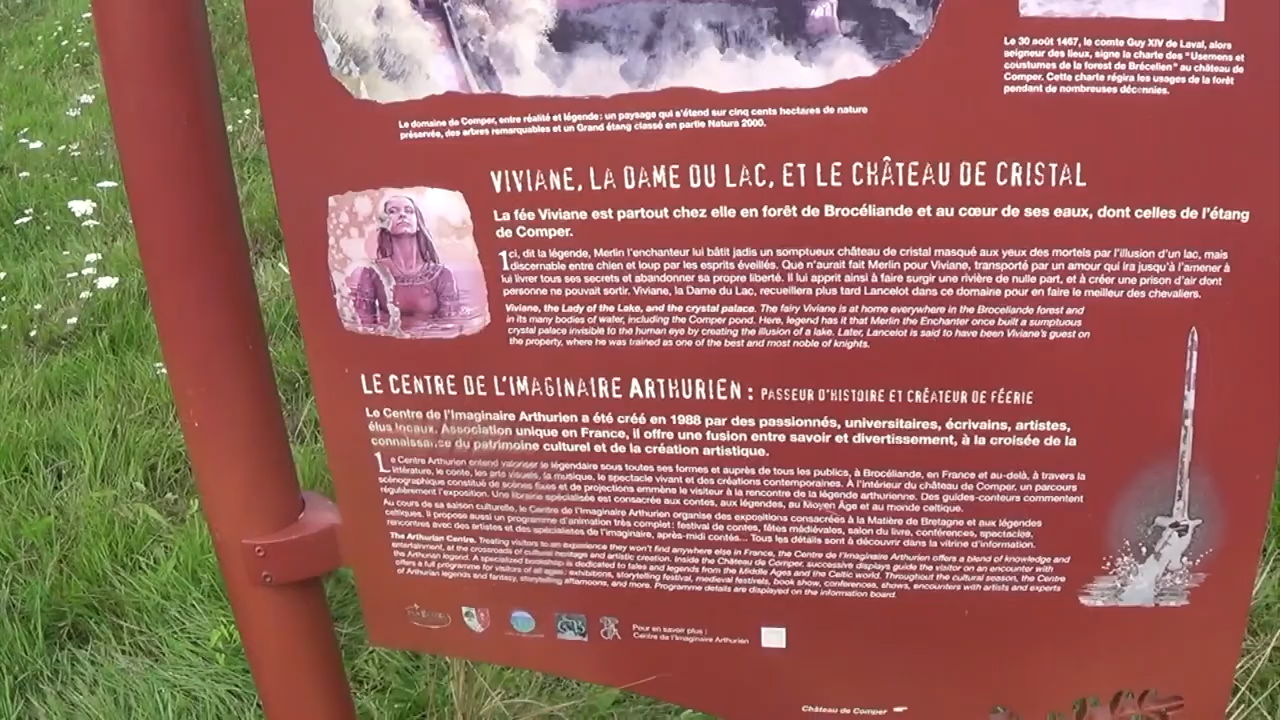 Le 30 août 1467, le comte Guy XIV de Laval, alors
seigneur des lieux, signe la charte des "Usemens et
coustumes de la forest de Brécelien" au château de
Comper. Cette charte régira les usages de la forêt
pendant de nombreuses décennies.
Le domaine de Comper, entre réalité et légende : un paysage qui s'étend sur cinq cents hectares de nature
préservée, des arbres remarquables et un Grand étang classé en partie Natura 2000.
VIVIANE, LA DAME DU LAC, ET LE CHÂTEAU DE CRISTAL
La fée Viviane est partout chez elle en forêt de Brocéliande et au cœur de ses eaux, dont celles de l'étang
de Comper.
Ici, dit la légende, Merlin l'enchanteur lui bâtit jadis un somptueux château de cristal masqué aux yeux des mortels par l'illusion d'un lac, mais
discernable entre chien et loup par les esprits éveillés. Que n'aurait fait Merlin pour Viviane, transporté par un amour qui ira jusqu'à l'amener à
lui livrer tous ses secrets et abandonner sa propre liberté. Il lui apprit ainsi à faire surgir une rivière de nulle part, et à créer une prison d'air dont
personne ne pouvait sortir. Viviane, la Dame du Lac, recueillera plus tard Lancelot dans ce domaine pour en faire le meilleur des chevaliers.
Viviane, the Lady of the Lake, and the crystal palace. The fairy Viviane is at home everywhere in the Broceliande forest and
in its many bodies of water, including the Comper pond. Here, legend has it that Merlin the Enchanter once built a sumptuous
crystal palace invisible to the human eye by creating the illusion of a lake. Later, Lancelot is said to have been Viviane's guest on
the property, where he was trained as one of the best and most noble of knights.
LE CENTRE DE L'IMAGINAIRE ARTHURIEN : PASSEUR D'HISTOIRE ET CRÉATEUR DE FÉERIE
Le Centre de l'Imaginaire Arthurien a été créé en 1988 par des passionnés, universitaires, écrivains, artistes,
élus locaux. Association unique en France, il offre une fusion entre savoir et divertissement, à la croisée de la
connaissance du patrimoine culturel et de la création artistique.
Le Centre Arthurien entend valoriser le légendaire sous toutes ses formes et auprès de tous les publics, à Brocéliande, en France et au-delà, à travers la
littérature, le conte, les arts visuels, la musique, le spectacle vivant et des créations contemporaines. À l'intérieur du château de Comper, un parcours
scénographique constitué de scènes fixes et de projections emmène le visiteur à la rencontre de la légende arthurienne. Des guides-conteurs commentent
régulièrement l'exposition. Une librairie spécialisée est consacrée aux contes, aux légendes, au Moyen Âge et au monde celtique.
Au cours de sa saison culturelle, le Centre de l'Imaginaire Arthurien organise des expositions consacrées à la Matière de Bretagne et aux légendes
celtiques. Il propose aussi un programme d'animation très complet : festival de contes, fêtes médiévales, salon du livre, conférences, spectacles,
rencontres avec des artistes et des spécialistes de l'imaginaire, après-midi contés... Tous les détails sont à découvrir dans la vitrine d'information.
The Arthurian Centre. Treating visitors to an experience they won't find anywhere else in France, the Centre de l'Imaginaire Arthurien offers a blend of knowledge and
entertainment, at the crossroads of cultural heritage and artistic creation. Inside the Château de Comper, successive displays guide the visitor on an encounter with
the Arthurian legend. A specialized bookshop is dedicated to tales and legends from the Middle Ages and the Celtic world. Throughout the cultural season, the Centre
offers a full programme for visitors of all ages: exhibitions, storytelling festival, medieval festivals, book show, conferences, shows, encounters with artists and experts
of Arthurian legends and fantasy, storytelling afternoons, and more. Programme details are displayed on the information board.
Pour en savoir plus :
Centre de l'Imaginaire Arthurien
Château de Comper